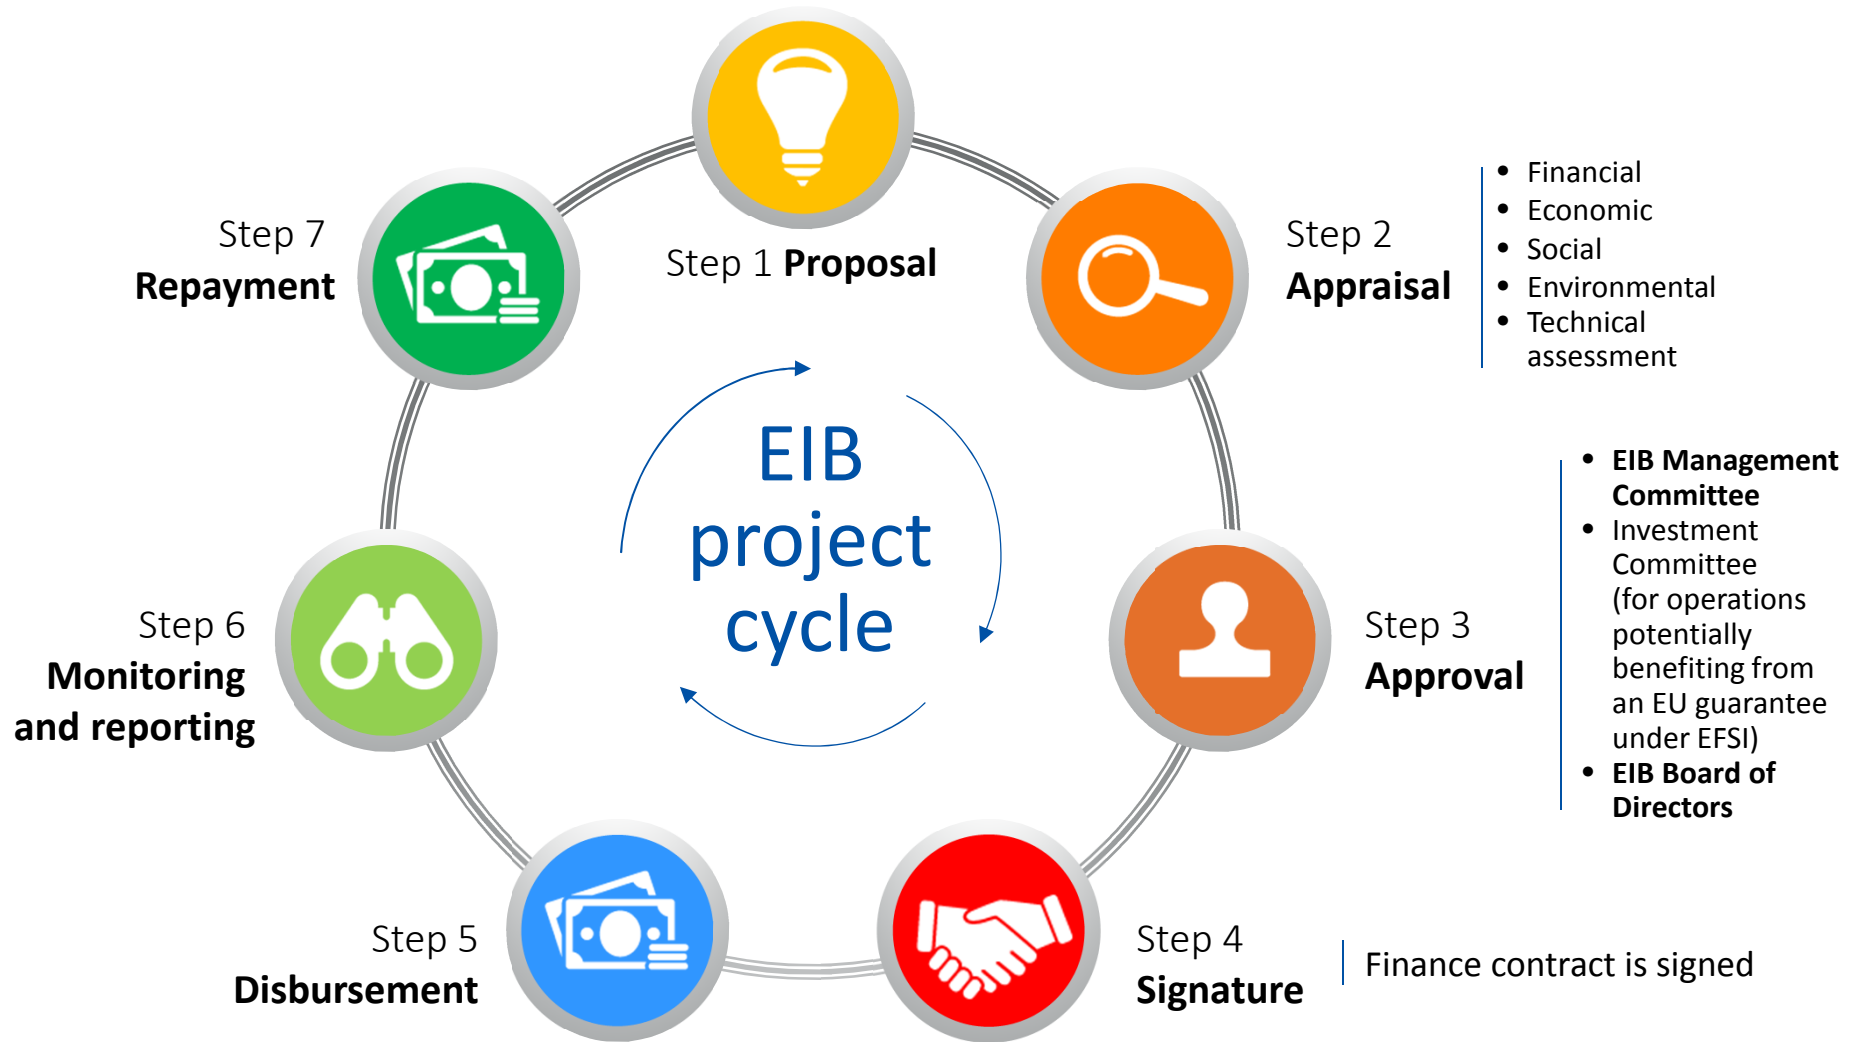 Step 1 Proposal
Step 2
Appraisal
• Financial
• Economic
• Social
• Environmental
• Technical
assessment
Step 3
Approval
• EIB Management
Committee
• Investment
Committee
(for operations
potentially
benefiting from
an EU guarantee
under EFSI)
• EIB Board of
Directors
Step 4
Signature
Finance contract is signed
Step 5
Disbursement
Step 6
Monitoring
and reporting
Step 7
Repayment
EIB
project
cycle